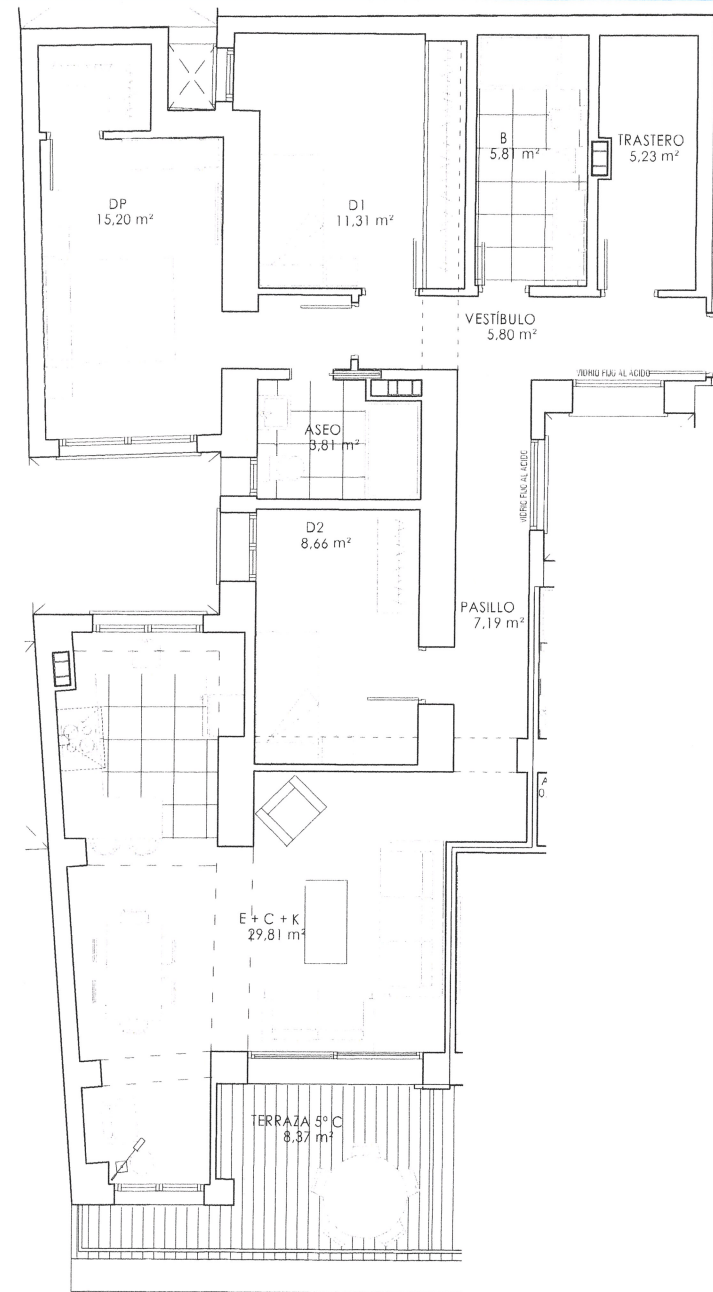 B
5,81 m²
TRASTERO
5,23 m²
DP
15,20 m²
D1
11,31 m²
VESTÍBULO
5,80 m²
VIDRIO FIJO AL ACIDO
ASEO
3,81 m²
VIDRIO FIJO AL ACIDO
D2
8,66 m²
PASILLO
7,19 m²
A
0,
E + C + K
29,81 m²
TERRAZA 5º C
8,37 m²